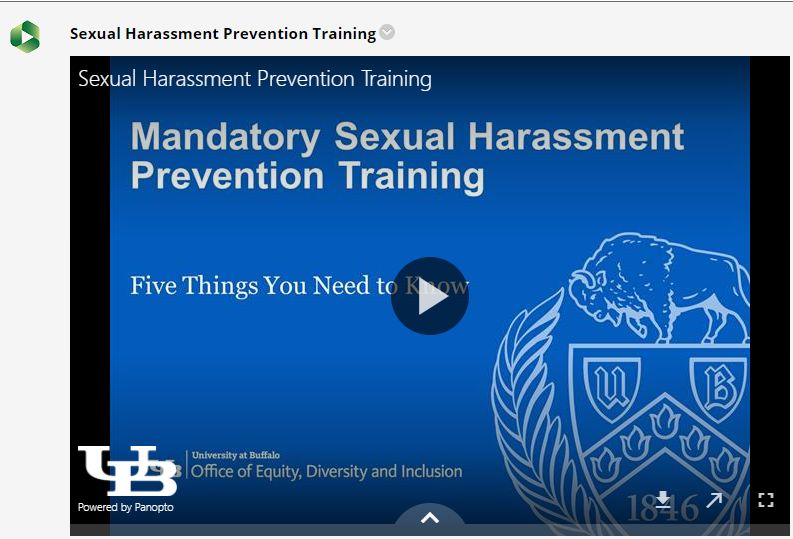 Sexual Harassment Prevention Training
Sexual Harassment Prevention Training
Mandatory Sexual Harassment
Prevention Training
Five Things You Need to Know
U B
University at Buffalo
UB Office of Equity, Diversity and Inclusion
UB
Powered by Panopto
1846